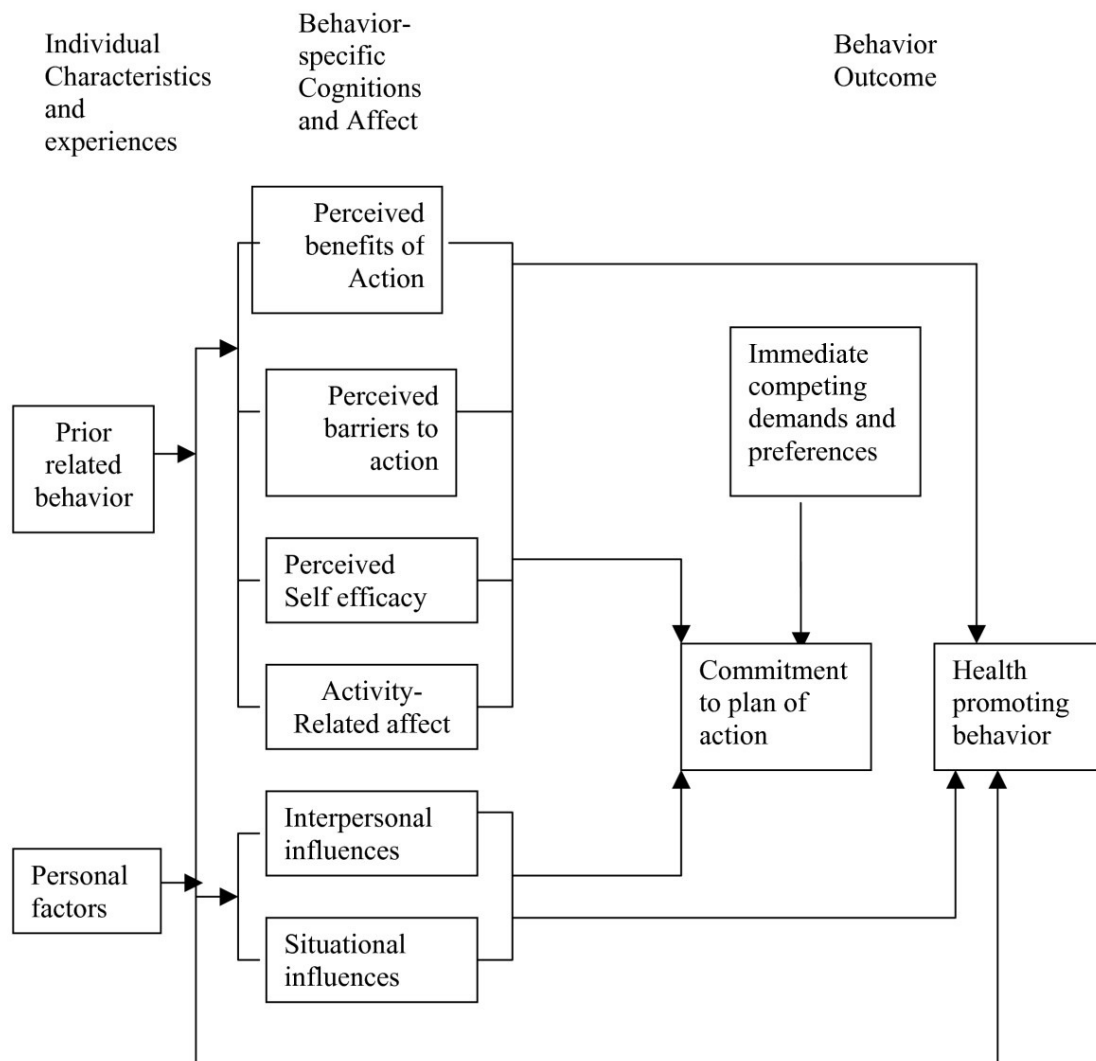 Individual
Characteristics
and
experiences
Behavior-
specific
Cognitions
and Affect
Behavior
Outcome
Perceived
benefits of
Action
Immediate
competing
demands and
preferences
Perceived
barriers to
action
Prior
related
behavior
Perceived
Self efficacy
Activity-
Related affect
Commitment
to plan of
action
Health
promoting
behavior
Interpersonal
influences
Personal
factors
Situational
influences